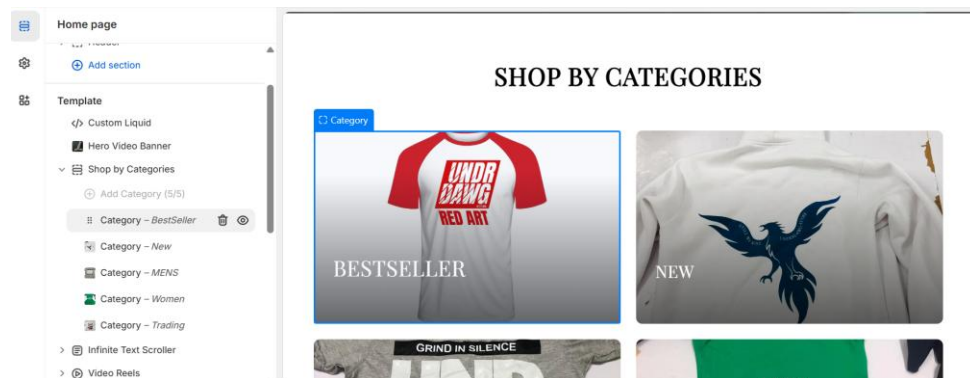 Home page
Header
Add section
Template
</> Custom Liquid
Hero Video Banner
Shop by Categories
Add Category (5/5)
Category – BestSeller
Category – New
Category – MENS
Category – Women
Category – Trading
Infinite Text Scroller
Video Reels
SHOP BY CATEGORIES
Category
UNDR
DAWG
RED ART
BESTSELLER
NEW
GRIND IN SILENCE
UND